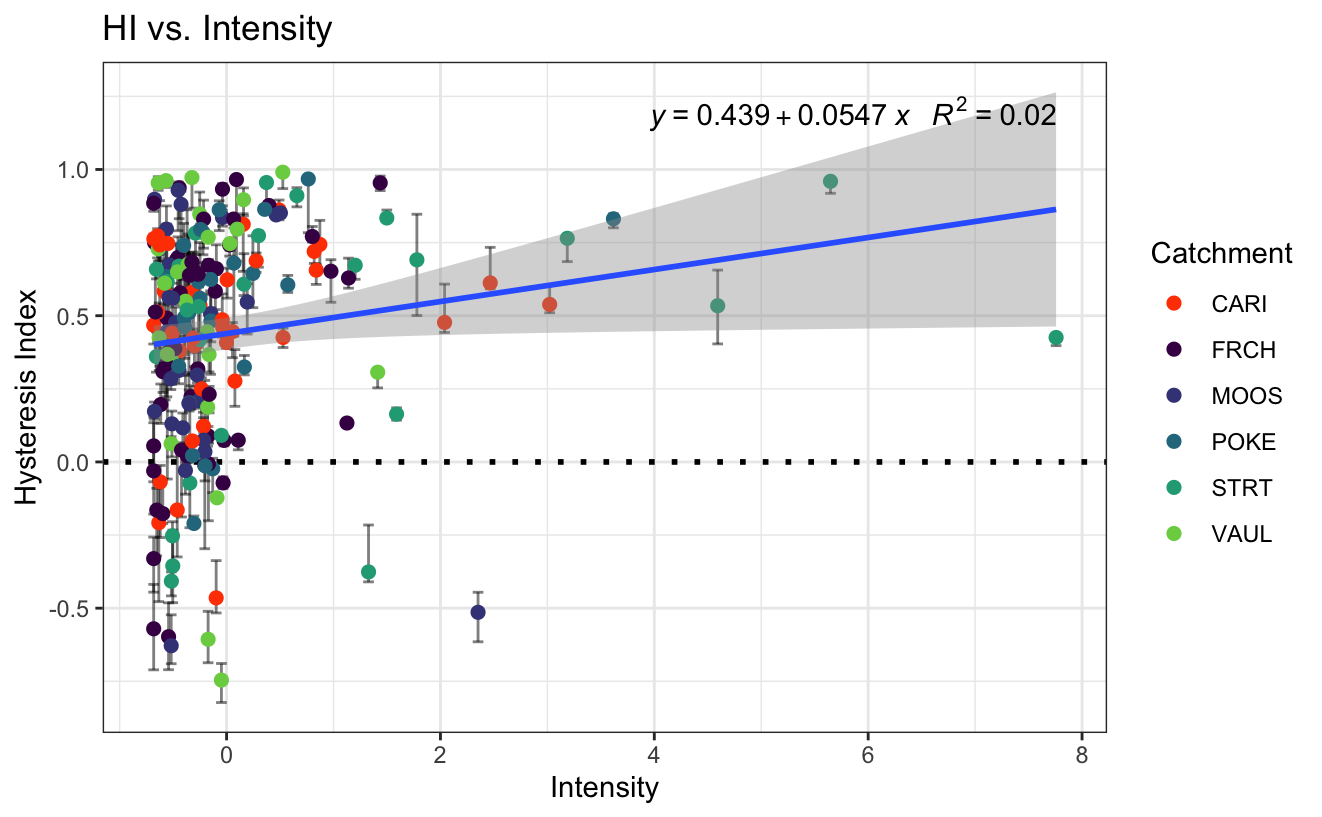 HI vs. Intensity
y = 0.439 + 0.0547 x R² = 0.02
1.0
0.5
0.0
-0.5
Hysteresis Index
0 2 4 6 8
Intensity
Catchment
CARI
FRCH
MOOS
POKE
STRT
VAUL